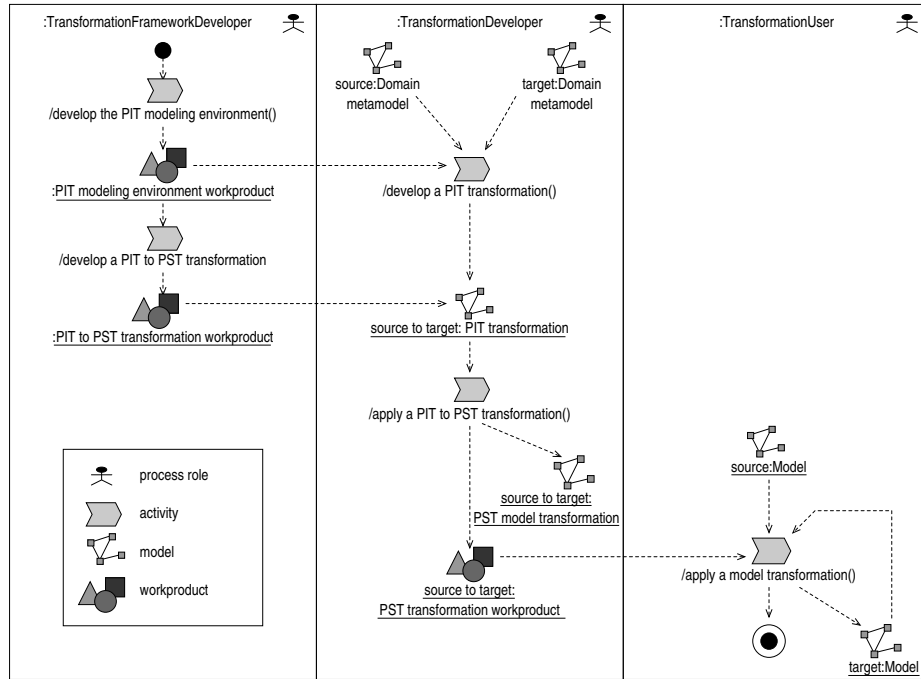 :TransformationFrameworkDeveloper
/develop the PIT modeling environment()
:PIT modeling environment workproduct
/develop a PIT to PST transformation
:PIT to PST transformation workproduct
process role
activity
model
workproduct
:TransformationDeveloper
source:Domain
metamodel
target:Domain
metamodel
/develop a PIT transformation()
source to target: PIT transformation
/apply a PIT to PST transformation()
source to target:
PST model transformation
source to target:
PST transformation workproduct
:TransformationUser
source:Model
/apply a model transformation()
target:Model